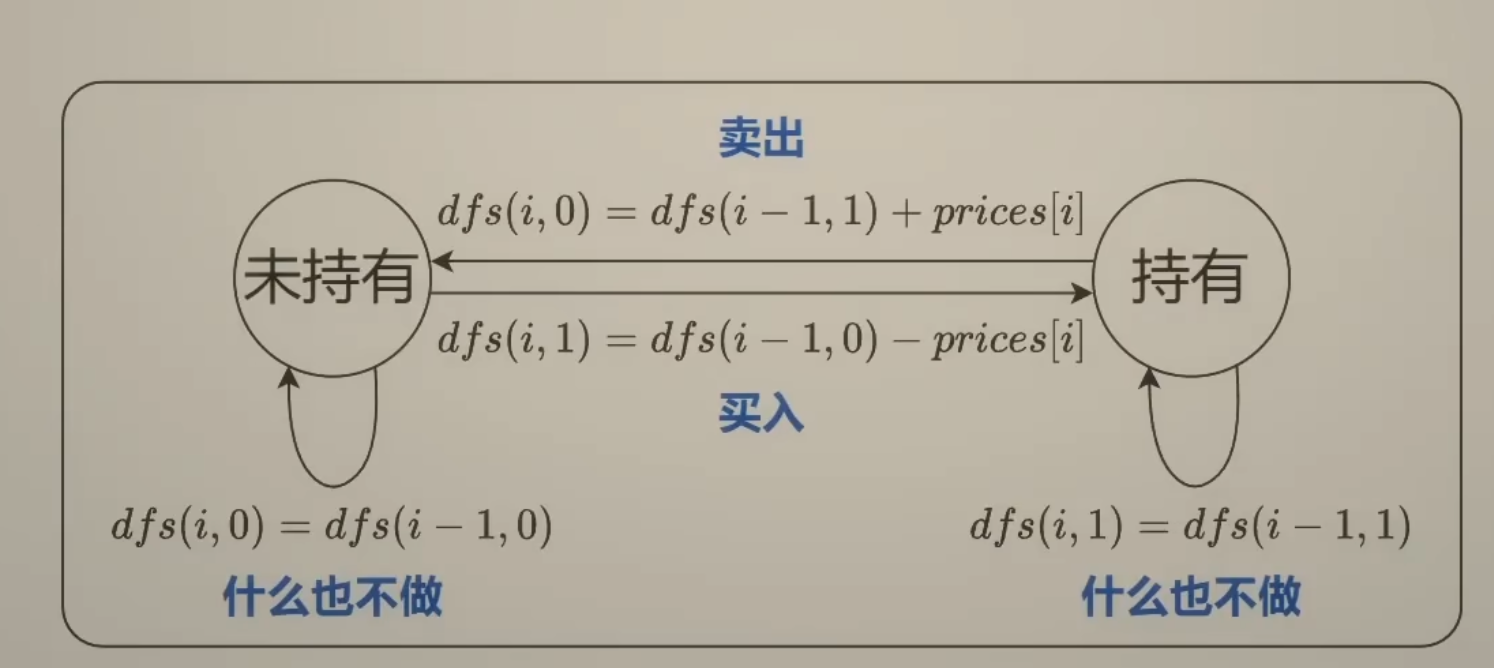 卖出
dfs(i, 0) = dfs(i − 1, 1) + prices[i]
未持有
持有
dfs(i, 1) = dfs(i − 1, 0) − prices[i]
买入
dfs(i, 0) = dfs(i − 1, 0)
dfs(i, 1) = dfs(i − 1, 1)
什么也不做
什么也不做